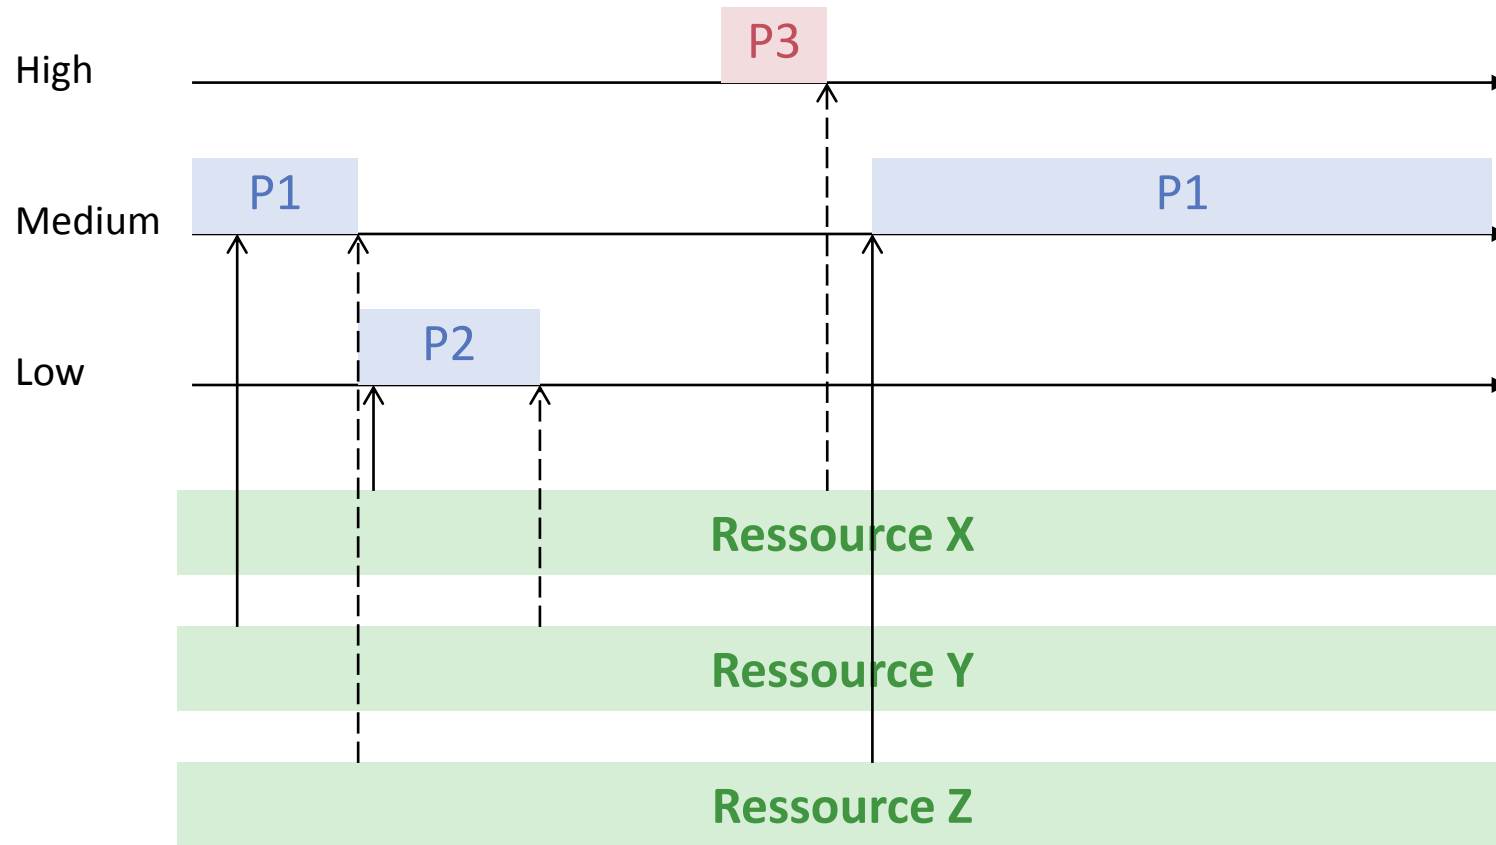 P3
High
P1
P1
Medium
P2
Low
Ressource X
Ressource Y
Ressource Z